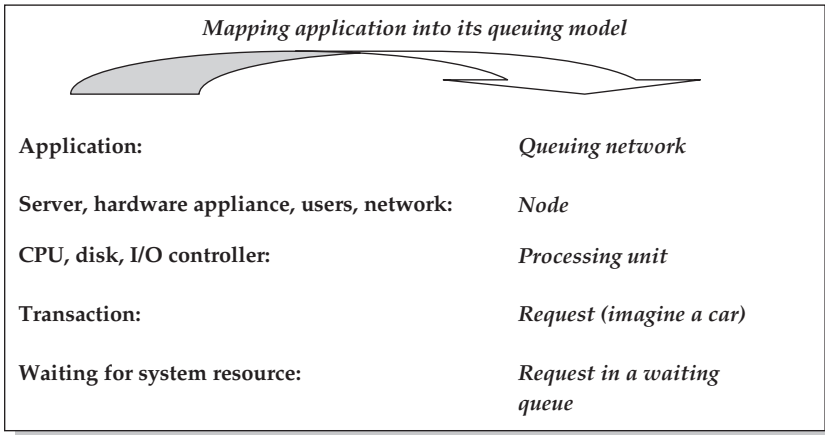 Mapping application into its queuing model
Application: Queuing network
Server, hardware appliance, users, network: Node
CPU, disk, I/O controller: Processing unit
Transaction: Request (imagine a car)
Waiting for system resource: Request in a waiting
queue